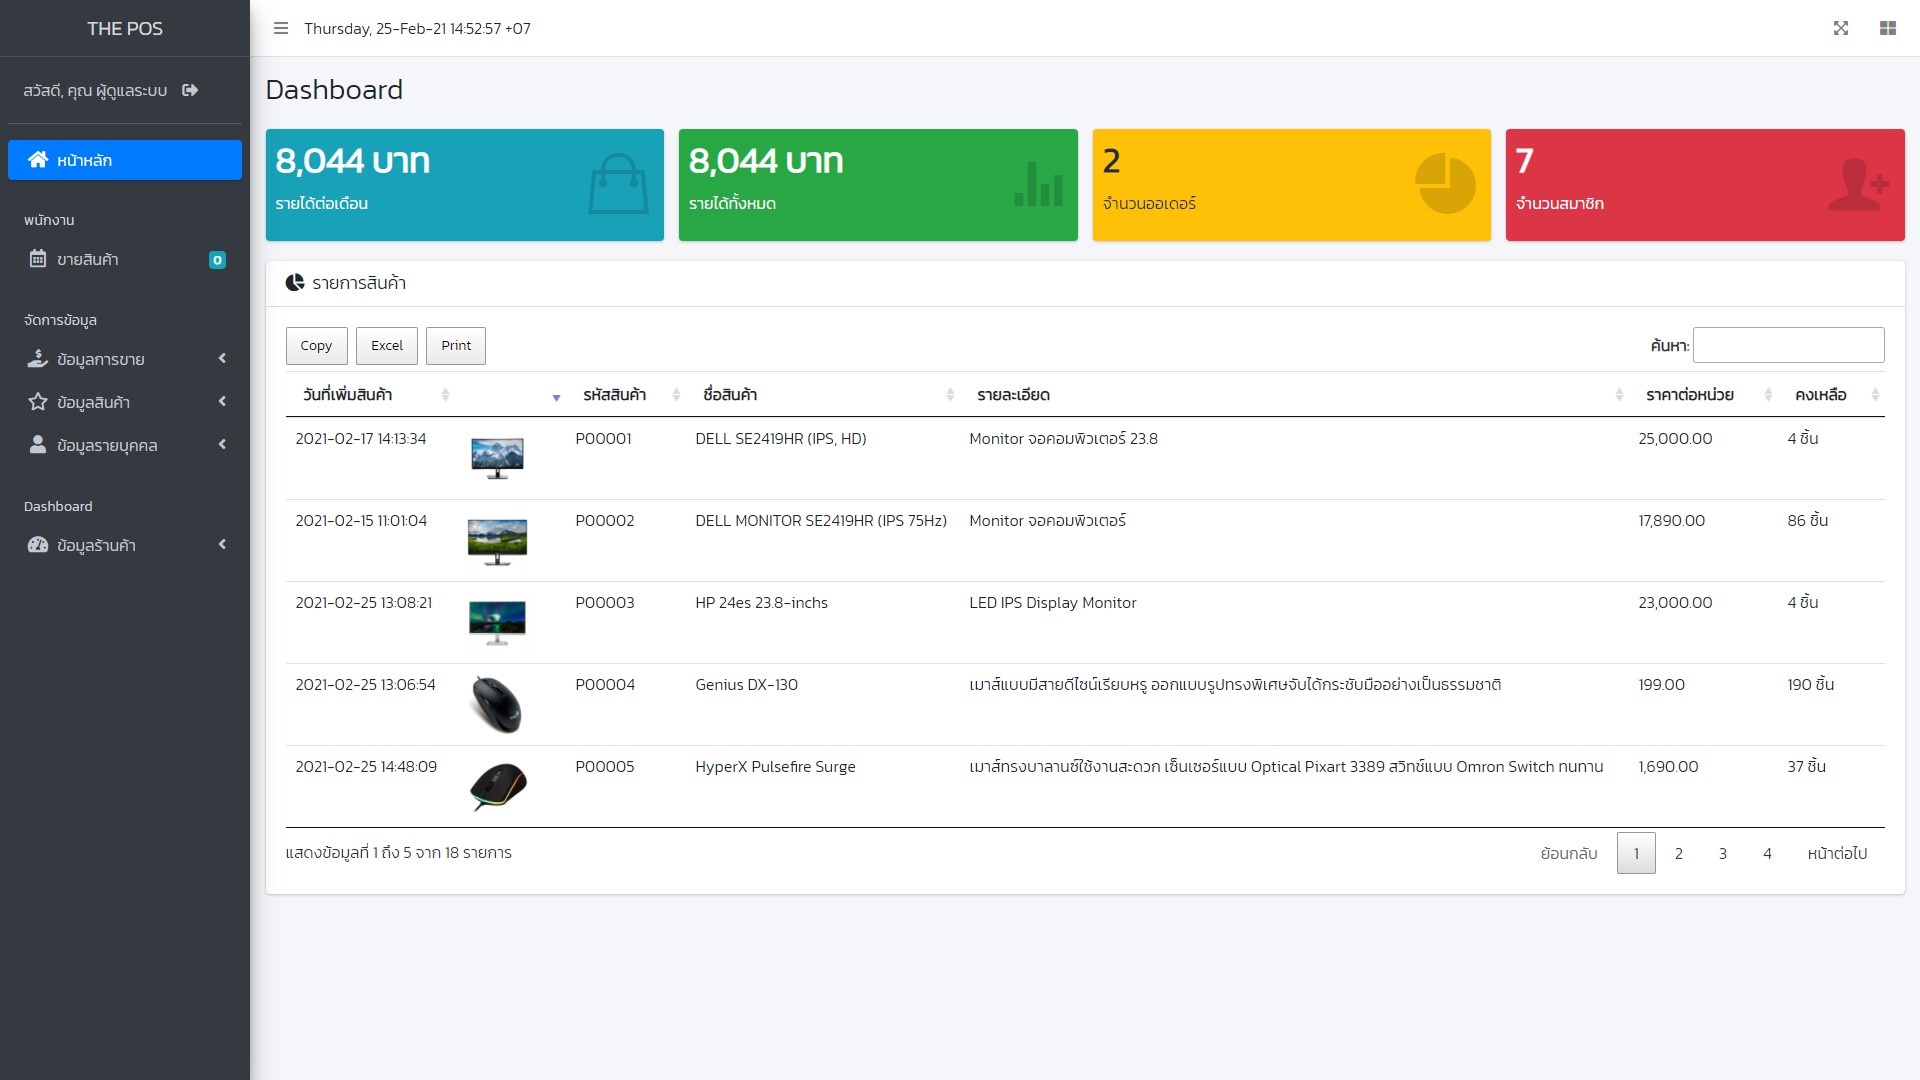 THE POS
Thursday, 25-Feb-21 14:52:57 +07
สวัสดี, คุณ ผู้ดูแลระบบ
หน้าหลัก
พนักงาน
ขายสินค้า 0
จัดการข้อมูล
ข้อมูลการขาย
ข้อมูลสินค้า
ข้อมูลรายบุคคล
Dashboard
ข้อมูลร้านค้า
Dashboard
8,044 บาท
รายได้ต่อเดือน
8,044 บาท
รายได้ทั้งหมด
2
จำนวนออเดอร์
7
จำนวนสมาชิก
รายการสินค้า
Copy Excel Print ค้นหา:
วันที่เพิ่มสินค้า รหัสสินค้า ชื่อสินค้า รายละเอียด ราคาต่อหน่วย คงเหลือ
2021-02-17 14:13:34 P00001 DELL SE2419HR (IPS, HD) Monitor จอคอมพิวเตอร์ 23.8 25,000.00 4 ชิ้น
2021-02-15 11:01:04 P00002 DELL MONITOR SE2419HR (IPS 75Hz) Monitor จอคอมพิวเตอร์ 17,890.00 86 ชิ้น
2021-02-25 13:08:21 P00003 HP 24es 23.8-inchs LED IPS Display Monitor 23,000.00 4 ชิ้น
2021-02-25 13:06:54 P00004 Genius DX-130 เมาส์แบบมีสายดีไซน์เรียบหรู ออกแบบรูปทรงพิเศษจับได้กระชับมืออย่างเป็นธรรมชาติ 199.00 190 ชิ้น
2021-02-25 14:48:09 P00005 HyperX Pulsefire Surge เมาส์ทรงบาลานซ์ใช้งานสะดวก เซ็นเซอร์แบบ Optical Pixart 3389 สวิทช์แบบ Omron Switch ทนทาน 1,690.00 37 ชิ้น
แสดงข้อมูลที่ 1 ถึง 5 จาก 18 รายการ ย้อนกลับ 1 2 3 4 หน้าต่อไป